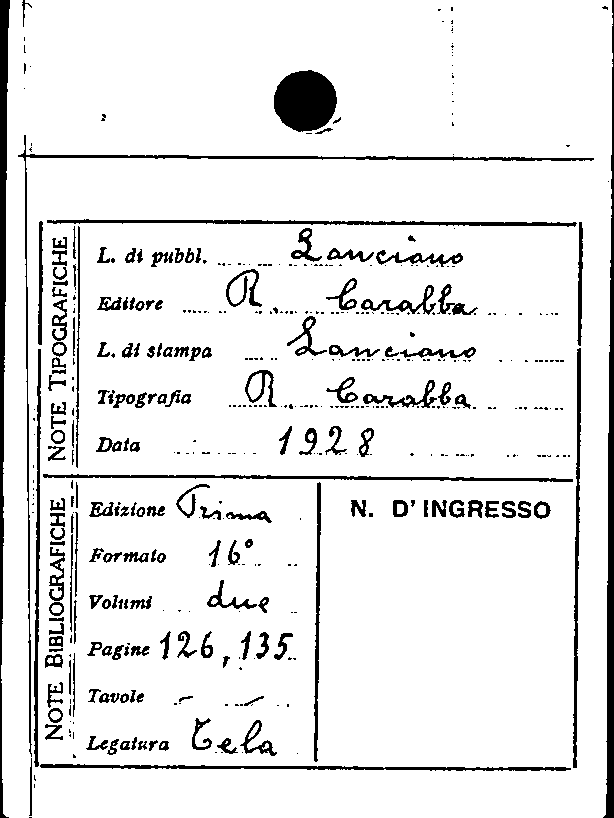 NOTE TIPOGRAFICHE
L. di pubbl. Lanciano
Editore R. Carabba
L. di stampa Lanciano
Tipografia R. Carabba
Data 1928
NOTE BIBLIOGRAFICHE
Edizione Prima
Formato 16°
Volumi due
Pagine 126, 135
Tavole – –
Legatura Tela
N. D'INGRESSO